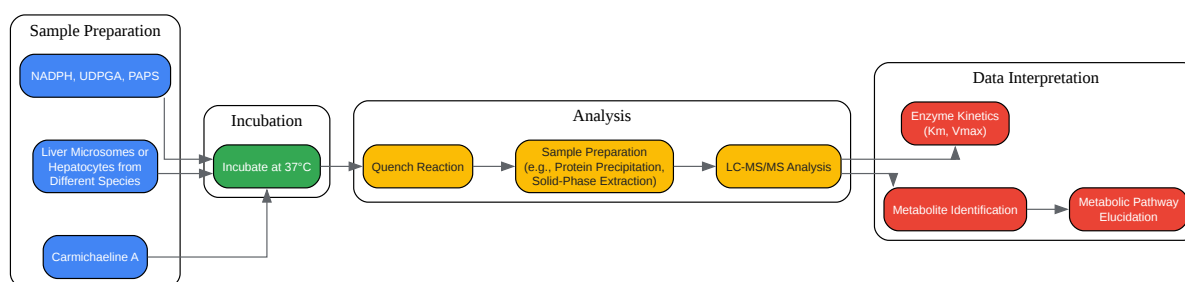 Sample Preparation
NADPH, UDPGA, PAPS
Liver Microsomes or
Hepatocytes from
Different Species
Carmichaeline A
Incubation
Incubate at 37°C
Analysis
Quench Reaction
Sample Preparation
(e.g., Protein Precipitation,
Solid-Phase Extraction)
LC-MS/MS Analysis
Data Interpretation
Enzyme Kinetics
(Km, Vmax)
Metabolite Identification
Metabolic Pathway
Elucidation